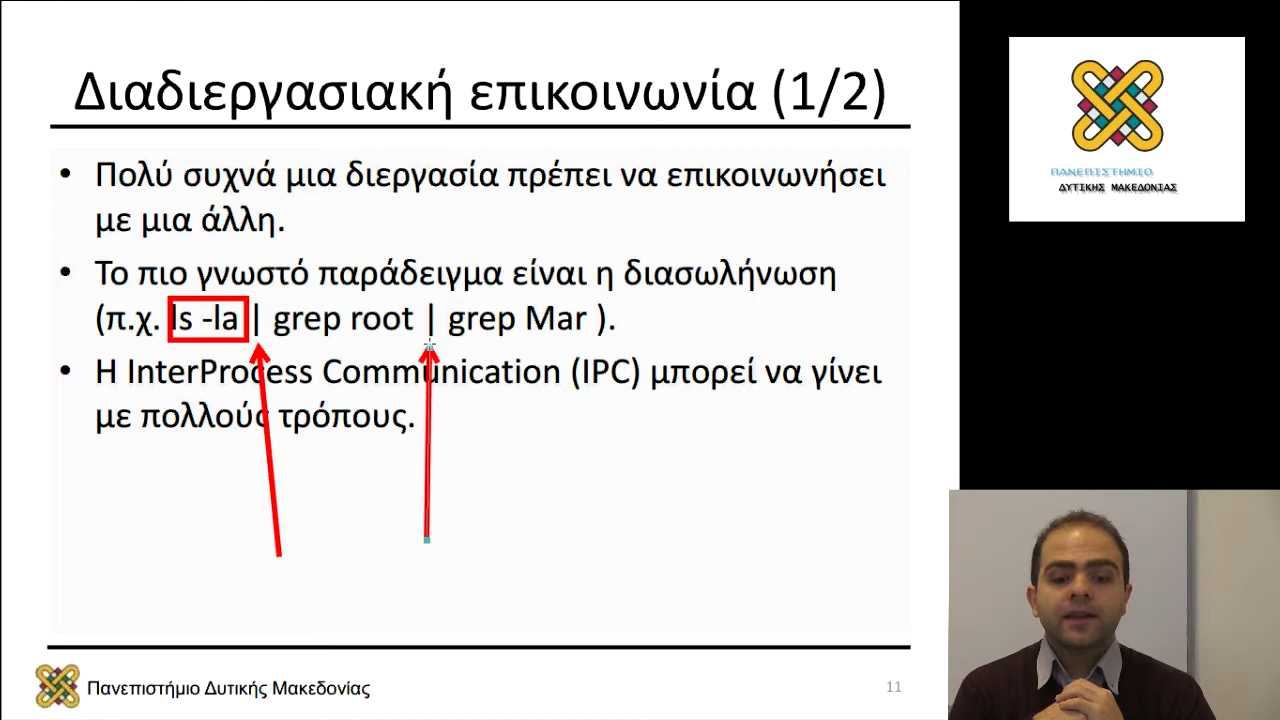 Διαδιεργασιακή επικοινωνία (1/2)
• Πολύ συχνά μια διεργασία πρέπει να επικοινωνήσει
με μια άλλη.
• Το πιο γνωστό παράδειγμα είναι η διασωλήνωση
(π.χ. ls -la | grep root | grep Mar ).
• Η InterProcess Communication (IPC) μπορεί να γίνει
με πολλούς τρόπους.
Πανεπιστήμιο Δυτικής Μακεδονίας
11
ΠΑΝΕΠΙΣΤΗΜΙΟ
ΔΥΤΙΚΗΣ ΜΑΚΕΔΟΝΙΑΣ